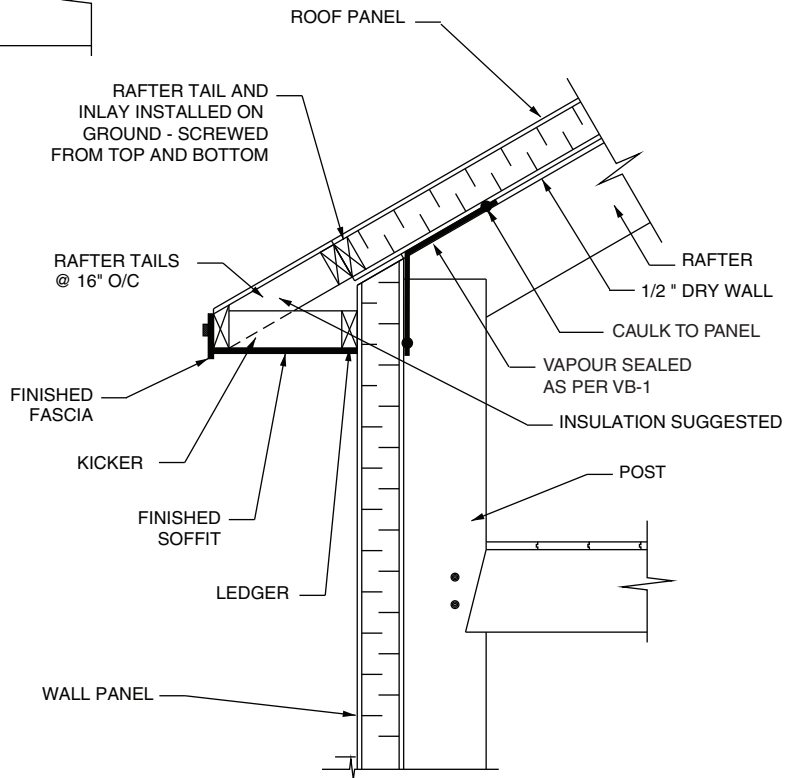 ROOF PANEL
RAFTER TAIL AND
INLAY INSTALLED ON
GROUND - SCREWED
FROM TOP AND BOTTOM
RAFTER TAILS
@ 16" O/C
RAFTER
1/2 " DRY WALL
CAULK TO PANEL
VAPOUR SEALED
AS PER VB-1
FINISHED
FASCIA
INSULATION SUGGESTED
KICKER
POST
FINISHED
SOFFIT
LEDGER
WALL PANEL